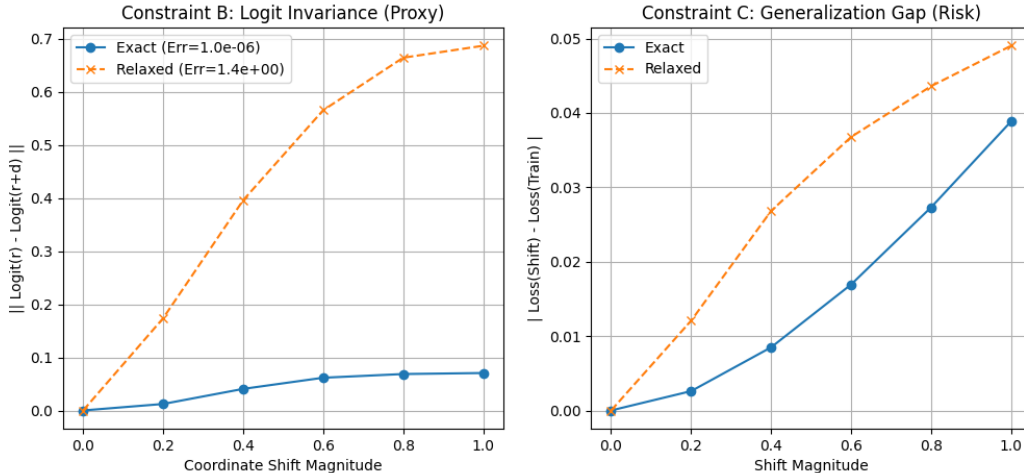 Constraint B: Logit Invariance (Proxy)
0.7
0.6
0.5
0.4
0.3
0.2
0.1
0.0
|| Logit(r) - Logit(r+d) ||
Exact (Err=1.0e-06)
Relaxed (Err=1.4e+00)
0.0 0.2 0.4 0.6 0.8 1.0
Coordinate Shift Magnitude
Constraint C: Generalization Gap (Risk)
0.05
0.04
0.03
0.02
0.01
0.00
| Loss(Shift) - Loss(Train) |
Exact
Relaxed
0.0 0.2 0.4 0.6 0.8 1.0
Shift Magnitude